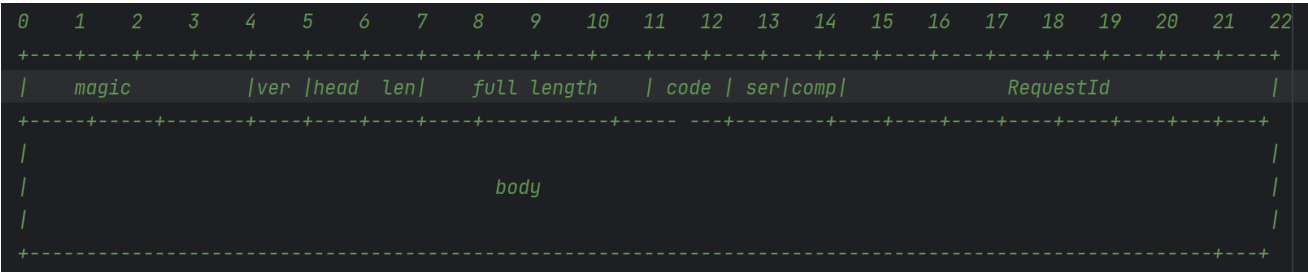 0    1    2    3    4    5    6    7    8    9    10   11   12   13   14   15   16   17   18   19   20   21   22
+----+----+----+----+----+----+----+----+----+----+----+----+----+----+----+----+----+----+----+----+----+----+
|    magic          |ver |head  len|    full length    | code | ser|comp|              RequestId              |
+-----+-----+-------+----+----+----+----+-----------+----- ---+--------+----+----+----+----+----+----+---+---+
|                                                                                                             |
|                                         body                                                                |
|                                                                                                             |
+--------------------------------------------------------------------------------------------------------+---+